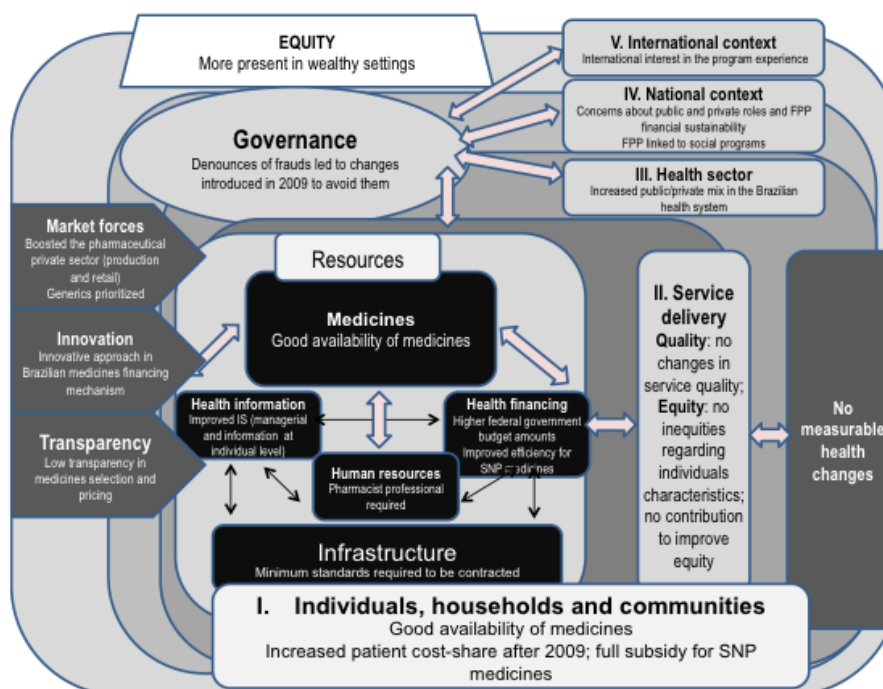 EQUITY
More present in wealthy settings
V. International context
International interest in the program experience
IV. National context
Concerns about public and private roles and FPP
financial sustainability
FPP linked to social programs
Governance
Denounces of frauds led to changes
introduced in 2009 to avoid them
III. Health sector
Increased public/private mix in the Brazilian
health system
Market forces
Boosted the pharmaceutical
private sector (production
and retail)
Generics prioritized
Innovation
Innovative approach in
Brazilian medicines financing
mechanism
Transparency
Low transparency in
medicines selection and
pricing
Resources
Medicines
Good availability of medicines
Health information
Improved IS (managerial
and information at
individual level)
Health financing
Higher federal government
budget amounts
Improved efficiency for
SNP medicines
Human resources
Pharmacist professional
required
Infrastructure
Minimum standards required to be contracted
II. Service
delivery
Quality: no
changes in
service quality;
Equity: no
inequities
regarding
individuals
characteristics;
no contribution
to improve
equity
No
measurable
health
changes
I. Individuals, households and communities
Good availability of medicines
Increased patient cost-share after 2009; full subsidy for SNP
medicines